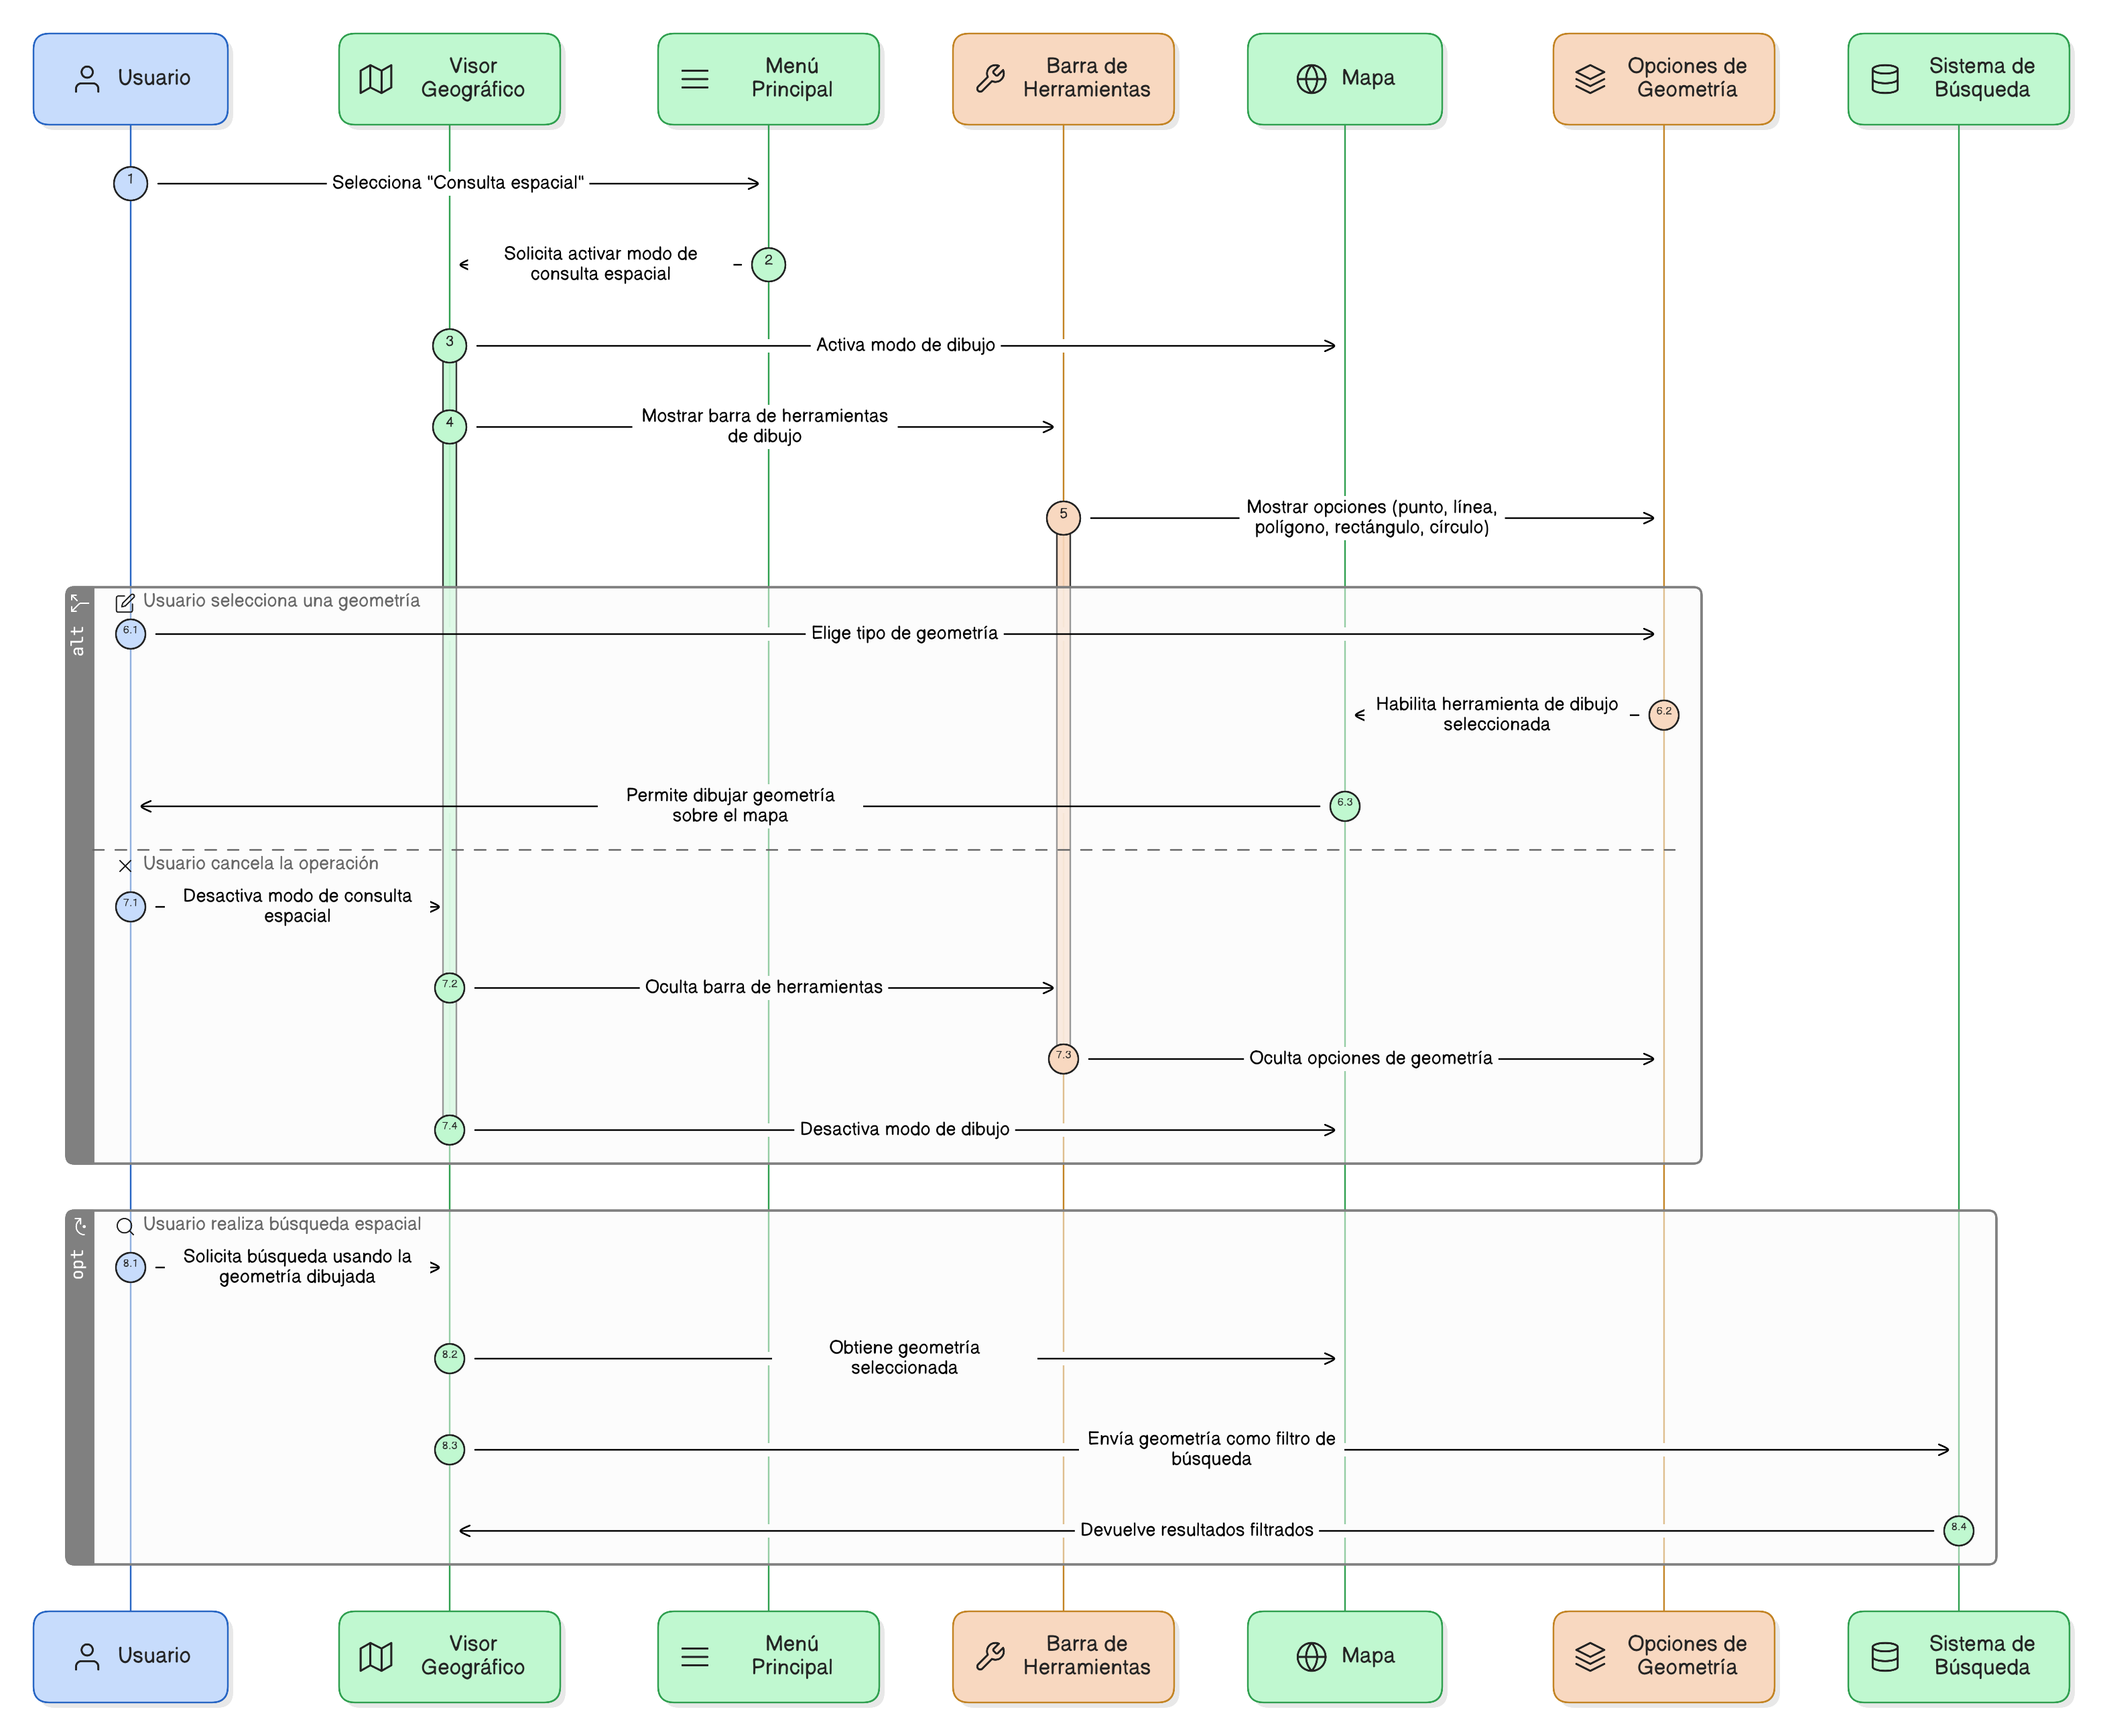 Usuario
Visor
Geográfico
Menú
Principal
Barra de
Herramientas
Mapa
Opciones de
Geometría
Sistema de
Búsqueda
1
Selecciona "Consulta espacial"
Solicita activar modo de
consulta espacial
2
3
Activa modo de dibujo
4
Mostrar barra de herramientas
de dibujo
5
Mostrar opciones (punto, línea,
polígono, rectángulo, círculo)
alt
Usuario selecciona una geometría
6.1
Elige tipo de geometría
Habilita herramienta de dibujo
seleccionada
6.2
Permite dibujar geometría
sobre el mapa
6.3
Usuario cancela la operación
7.1
Desactiva modo de consulta
espacial
7.2
Oculta barra de herramientas
7.3
Oculta opciones de geometría
7.4
Desactiva modo de dibujo
opt
Usuario realiza búsqueda espacial
8.1
Solicita búsqueda usando la
geometría dibujada
8.2
Obtiene geometría
seleccionada
8.3
Envía geometría como filtro de
búsqueda
Devuelve resultados filtrados
8.4
Usuario
Visor
Geográfico
Menú
Principal
Barra de
Herramientas
Mapa
Opciones de
Geometría
Sistema de
Búsqueda